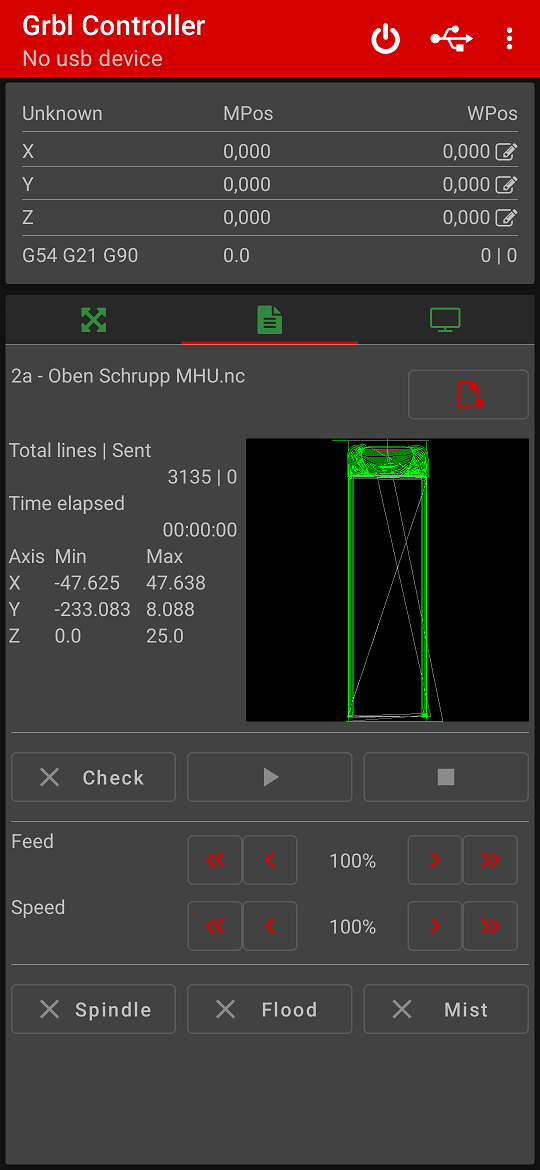 Grbl Controller
No usb device
Unknown MPos WPos
X 0,000 0,000
Y 0,000 0,000
Z 0,000 0,000
G54 G21 G90 0.0 0 | 0
2a - Oben Schrupp MHU.nc
Total lines | Sent
3135 | 0
Time elapsed
00:00:00
Axis Min Max
X -47.625 47.638
Y -233.083 8.088
Z 0.0 25.0
Check
Feed 100%
Speed 100%
Spindle Flood Mist